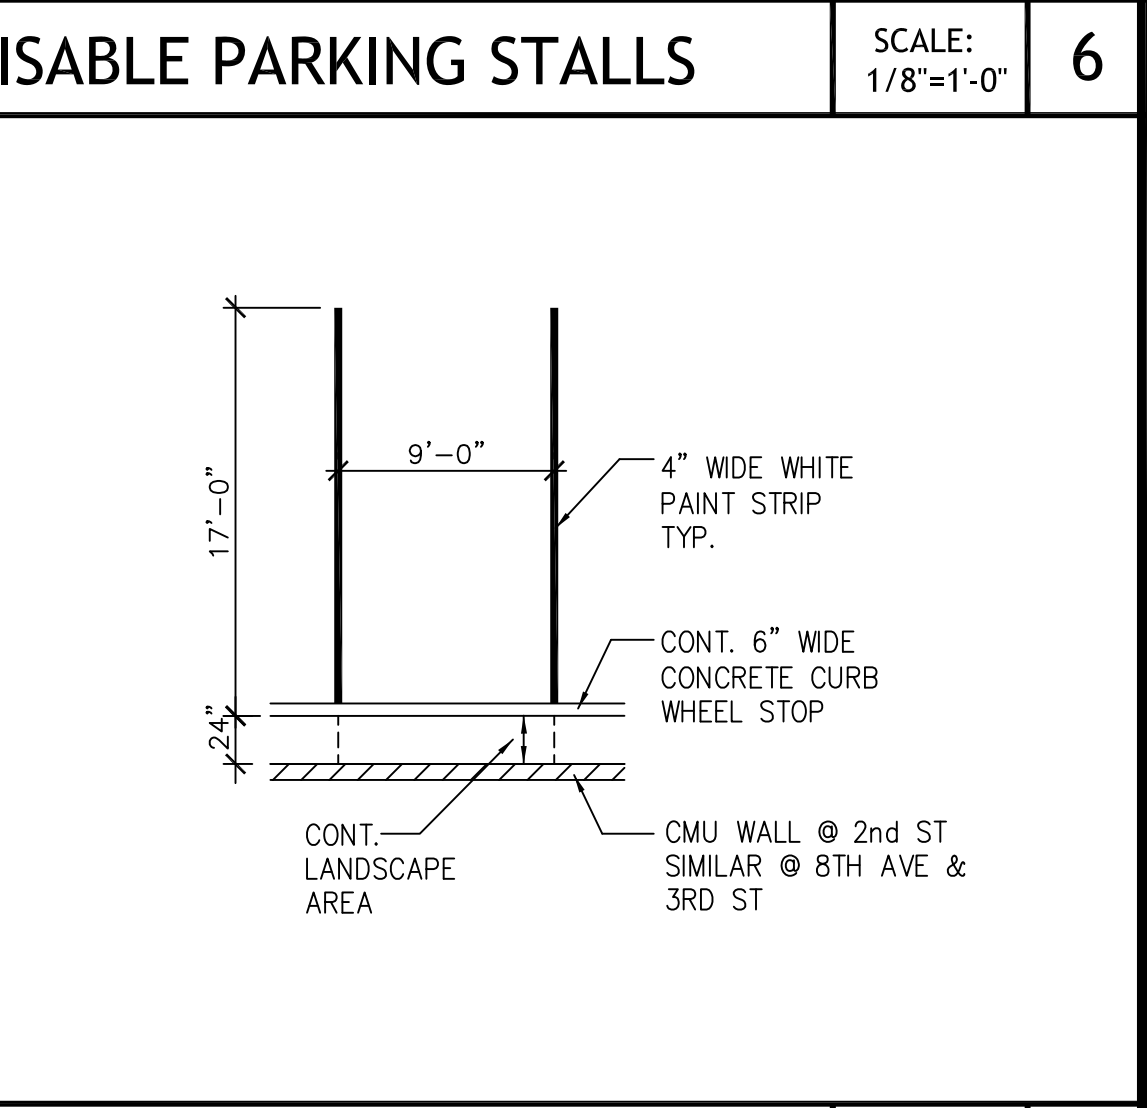 ISABLE PARKING STALLS
SCALE:
1/8"=1'-0"
6
9'-0"
17'-0"
24"
4" WIDE WHITE
PAINT STRIP
TYP.
CONT. 6" WIDE
CONCRETE CURB
WHEEL STOP
CONT.
LANDSCAPE
AREA
CMU WALL @ 2nd ST
SIMILAR @ 8TH AVE &
3RD ST